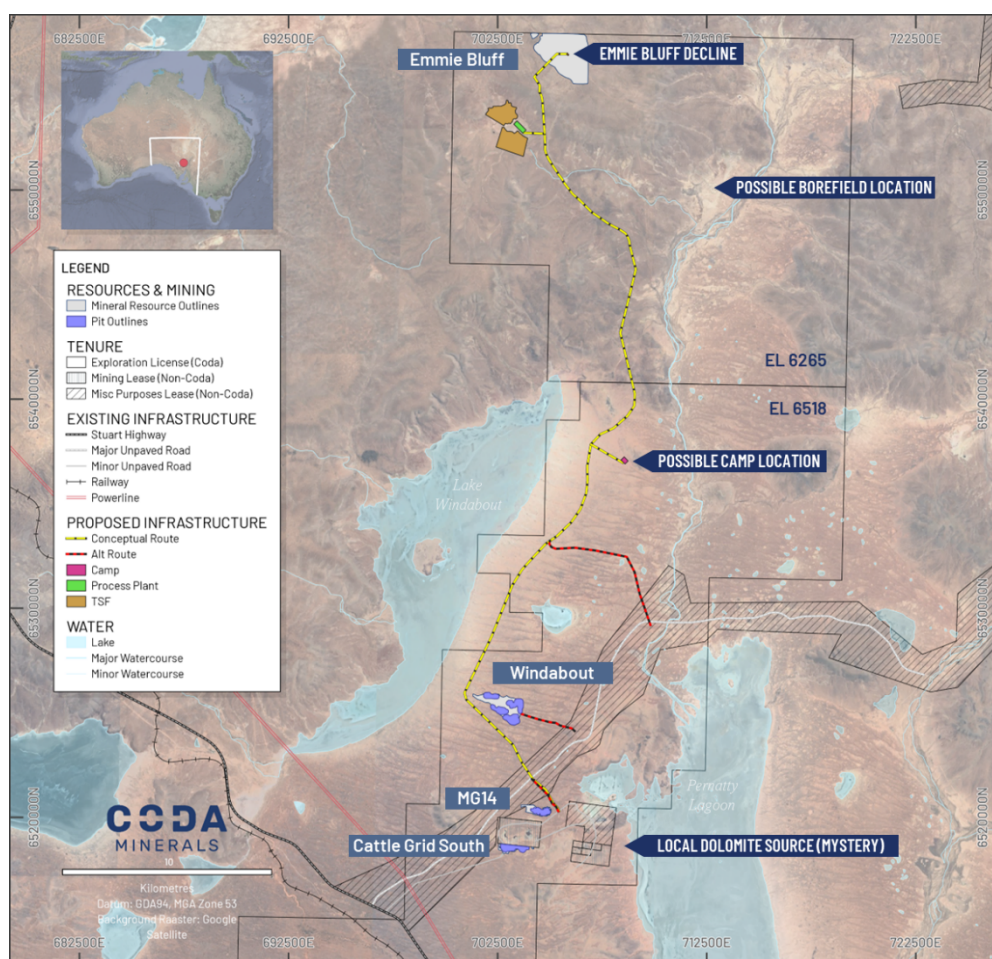 682500E 692500E 702500E 712500E 722500E
Emmie Bluff
EMMIE BLUFF DECLINE
6550000N
POSSIBLE BOREFIELD LOCATION
6550000N
LEGEND
RESOURCES & MINING
Mineral Resource Outlines
Pit Outlines
TENURE
Exploration License (Coda)
Mining Lease (Non-Coda)
Misc Purposes Lease (Non-Coda)
EXISTING INFRASTRUCTURE
Stuart Highway
Major Unpaved Road
Minor Unpaved Road
Railway
Powerline
PROPOSED INFRASTRUCTURE
Conceptual Route
Alt Route
Camp
Process Plant
TSF
WATER
Lake
Major Watercourse
Minor Watercourse
EL 6265
6540000N
EL 6518
6540000N
POSSIBLE CAMP LOCATION
Lake
Windabout
6530000N
6530000N
Windabout
Pernatty
Lagoon
MG14
6520000N
6520000N
Cattle Grid South
LOCAL DOLOMITE SOURCE (MYSTERY)
CODA
MINERALS
10
Kilometres
Datum: GDA94, MGA Zone 53
Background Raaster: Google
Satellite
682500E 692500E 702500E 712500E 722500E